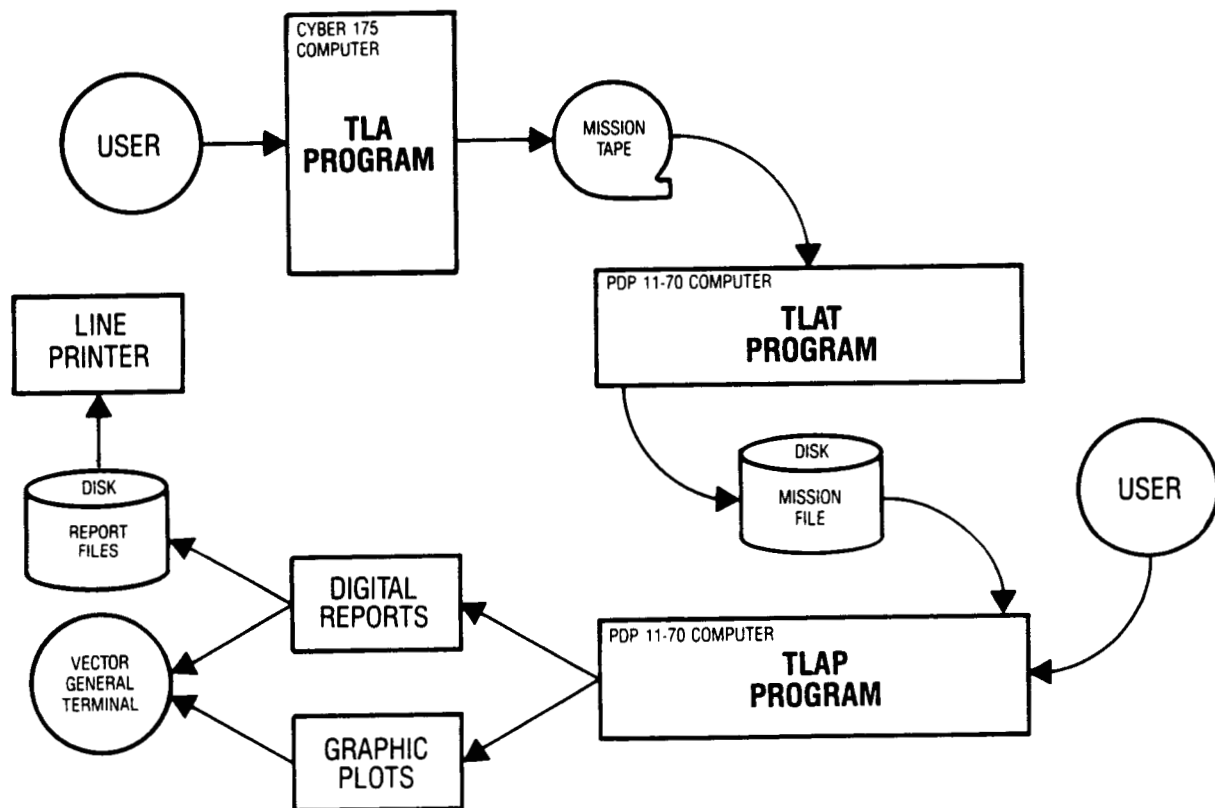 CYBER 175
COMPUTER
TLA
PROGRAM
USER
MISSION
TAPE
PDP 11-70 COMPUTER
TLAT
PROGRAM
LINE
PRINTER
DISK
MISSION
FILE
USER
DISK
REPORT
FILES
DIGITAL
REPORTS
PDP 11-70 COMPUTER
TLAP
PROGRAM
VECTOR
GENERAL
TERMINAL
GRAPHIC
PLOTS